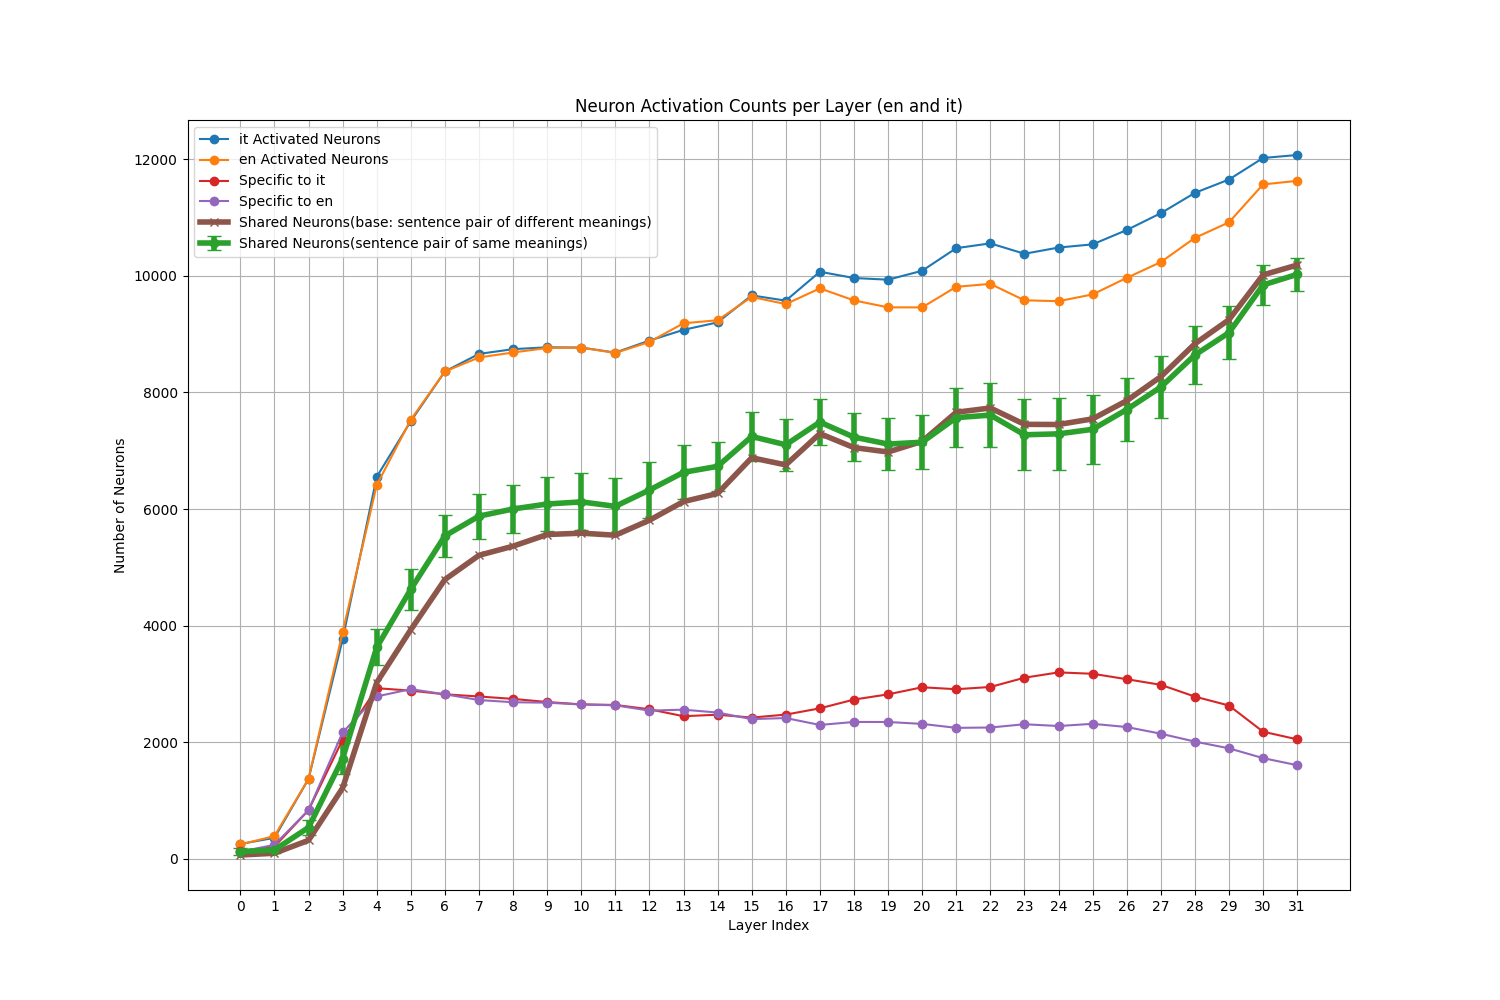 Neuron Activation Counts per Layer (en and it)
it Activated Neurons
en Activated Neurons
Specific to it
Specific to en
Shared Neurons(base: sentence pair of different meanings)
Shared Neurons(sentence pair of same meanings)
12000
10000
8000
6000
4000
2000
0
Number of Neurons
0 1 2 3 4 5 6 7 8 9 10 11 12 13 14 15 16 17 18 19 20 21 22 23 24 25 26 27 28 29 30 31
Layer Index